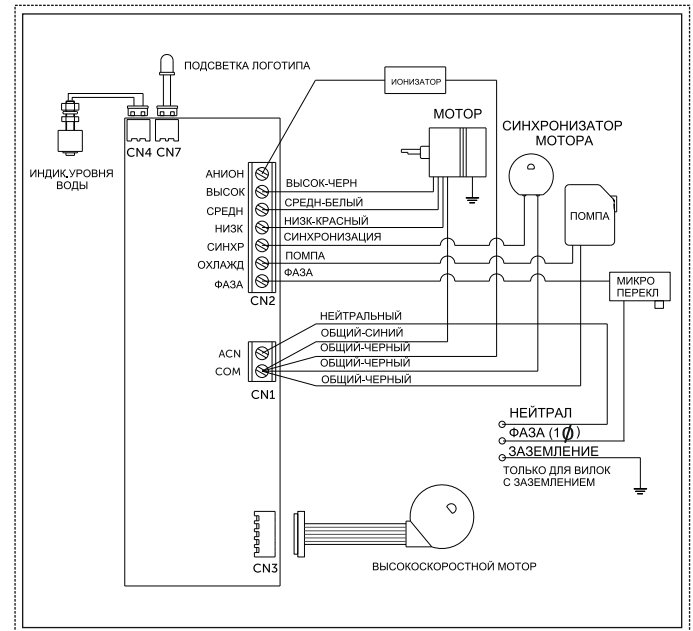 ПОДСВЕТКА ЛОГОТИПА
ИОНИЗАТОР
МОТОР
СИНХРОНИЗАТОР
МОТОРА
CN4 CN7
ИНДИК.УРОВНЯ
ВОДЫ
АНИОН
ВЫСОК
СРЕДН
НИЗК
СИНХР
ОХЛАЖД
ФАЗА
CN2
ВЫСОК-ЧЕРН
СРЕДН-БЕЛЫЙ
НИЗК-КРАСНЫЙ
СИНХРОНИЗАЦИЯ
ПОМПА
ФАЗА
ПОМПА
МИКРО
ПЕРЕКЛ
НЕЙТРАЛЬНЫЙ
ОБЩИЙ-СИНИЙ
ОБЩИЙ-ЧЕРНЫЙ
ОБЩИЙ-ЧЕРНЫЙ
ОБЩИЙ-ЧЕРНЫЙ
ACN
COM
CN1
НЕЙТРАЛ
ФАЗА (1Ø)
ЗАЗЕМЛЕНИЕ
ТОЛЬКО ДЛЯ ВИЛОК
С ЗАЗЕМЛЕНИЕМ
CN3
ВЫСОКОСКОРОСТНОЙ МОТОР